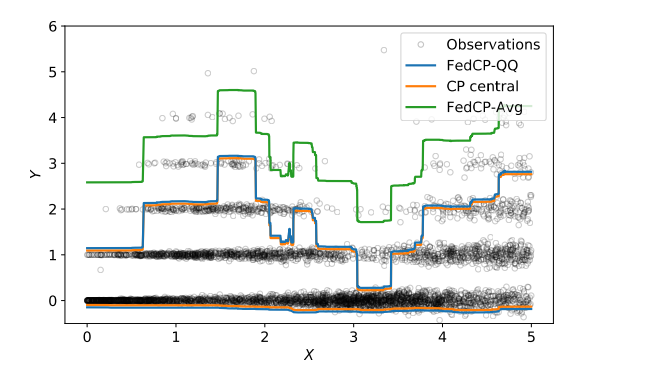 6
5
4
3
2
1
0
Y
0 1 2 3 4 5
X
Observations
FedCP-QQ
CP central
FedCP-Avg